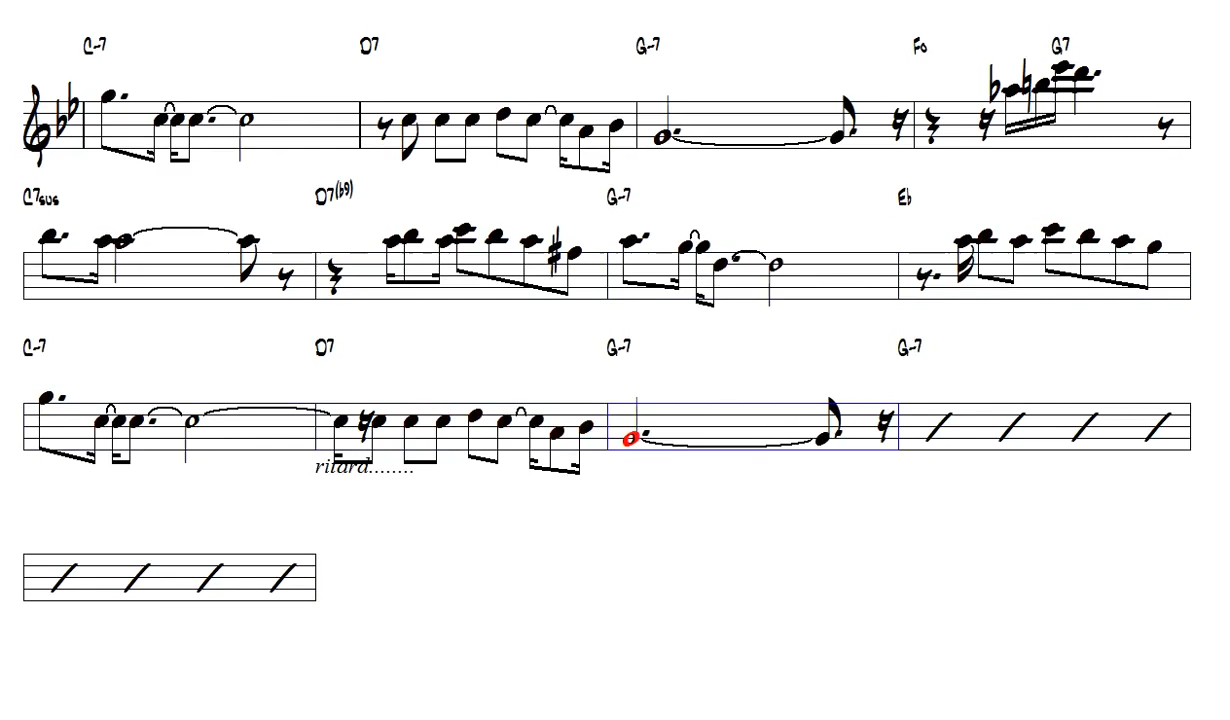 C-7 D7 G-7 Fo G7
C7sus D7(b9) G-7 Eb
C-7 D7 G-7 G-7
ritard........